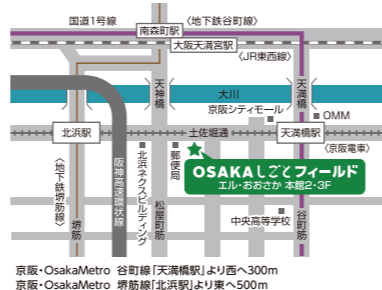 国道1号線
南森町駅
〈地下鉄谷町線〉
大阪天満宮駅
〈JR東西線〉
天神橋
大川
天満橋
京阪シティモール
OMM
北浜駅
土佐堀通
天満橋駅
〈京阪電車〉
〈地下鉄堺筋線〉
阪神高速環状線
北浜ネクスビルディング
郵便局
OSAKAしごとフィールド
エル・おおさか 本館2・3F
堺筋
松屋町筋
中央高等学校
谷町筋
京阪・OsakaMetro 谷町線「天満橋駅」より西へ300m
京阪・OsakaMetro 堺筋線「北浜駅」より東へ500m